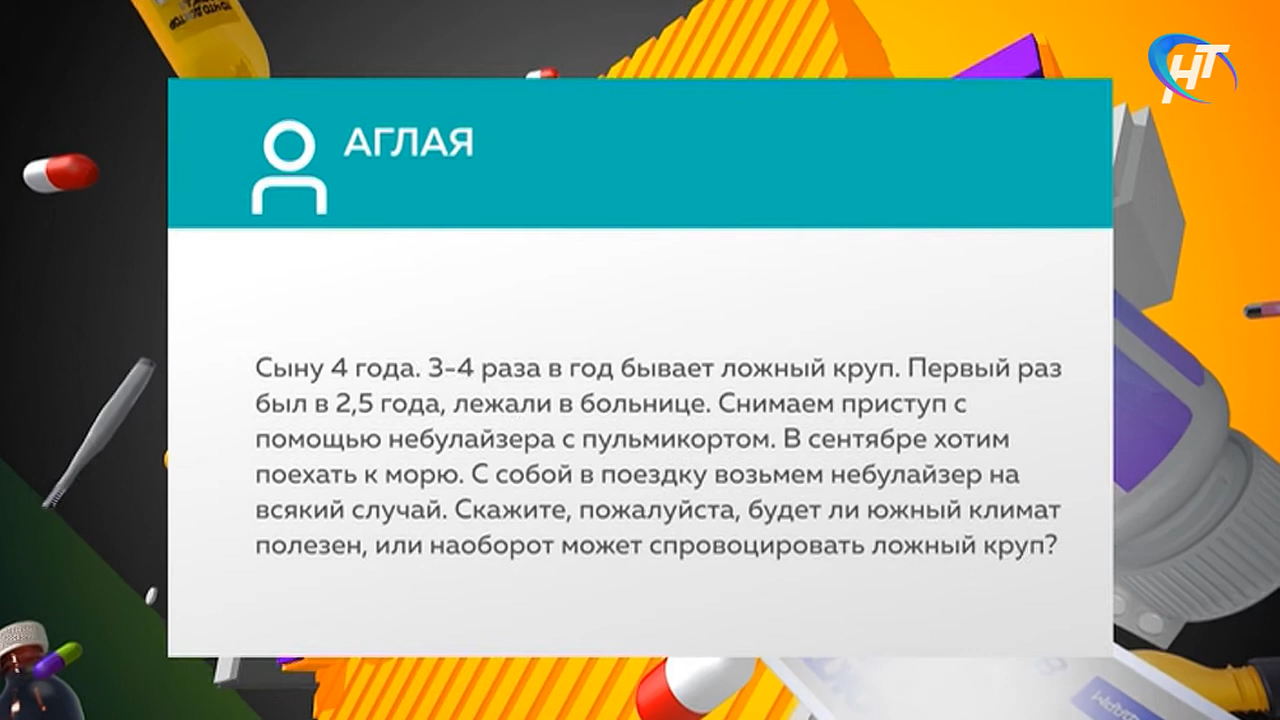 НТ
АГЛАЯ
Сыну 4 года. 3-4 раза в год бывает ложный круп. Первый раз
был в 2,5 года, лежали в больнице. Снимаем приступ с
помощью небулайзера с пульмикортом. В сентябре хотим
поехать к морю. С собой в поездку возьмем небулайзер на
всякий случай. Скажите, пожалуйста, будет ли южный климат
полезен, или наоборот может спровоцировать ложный круп?